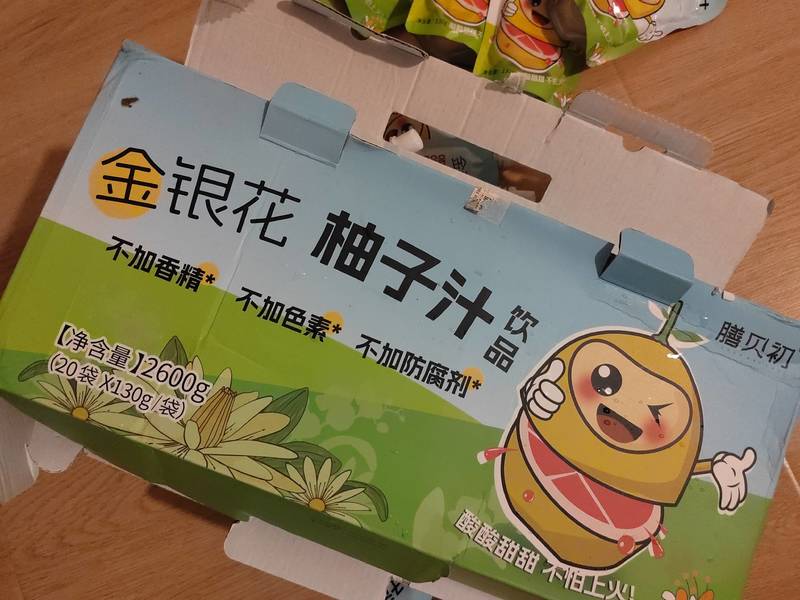 金银花 柚子汁 饮品
不加香精* 不加色素* 不加防腐剂*
【净含量】2600g
(20袋X130g/袋)
膳贝初
酸酸甜甜 不怕上火!